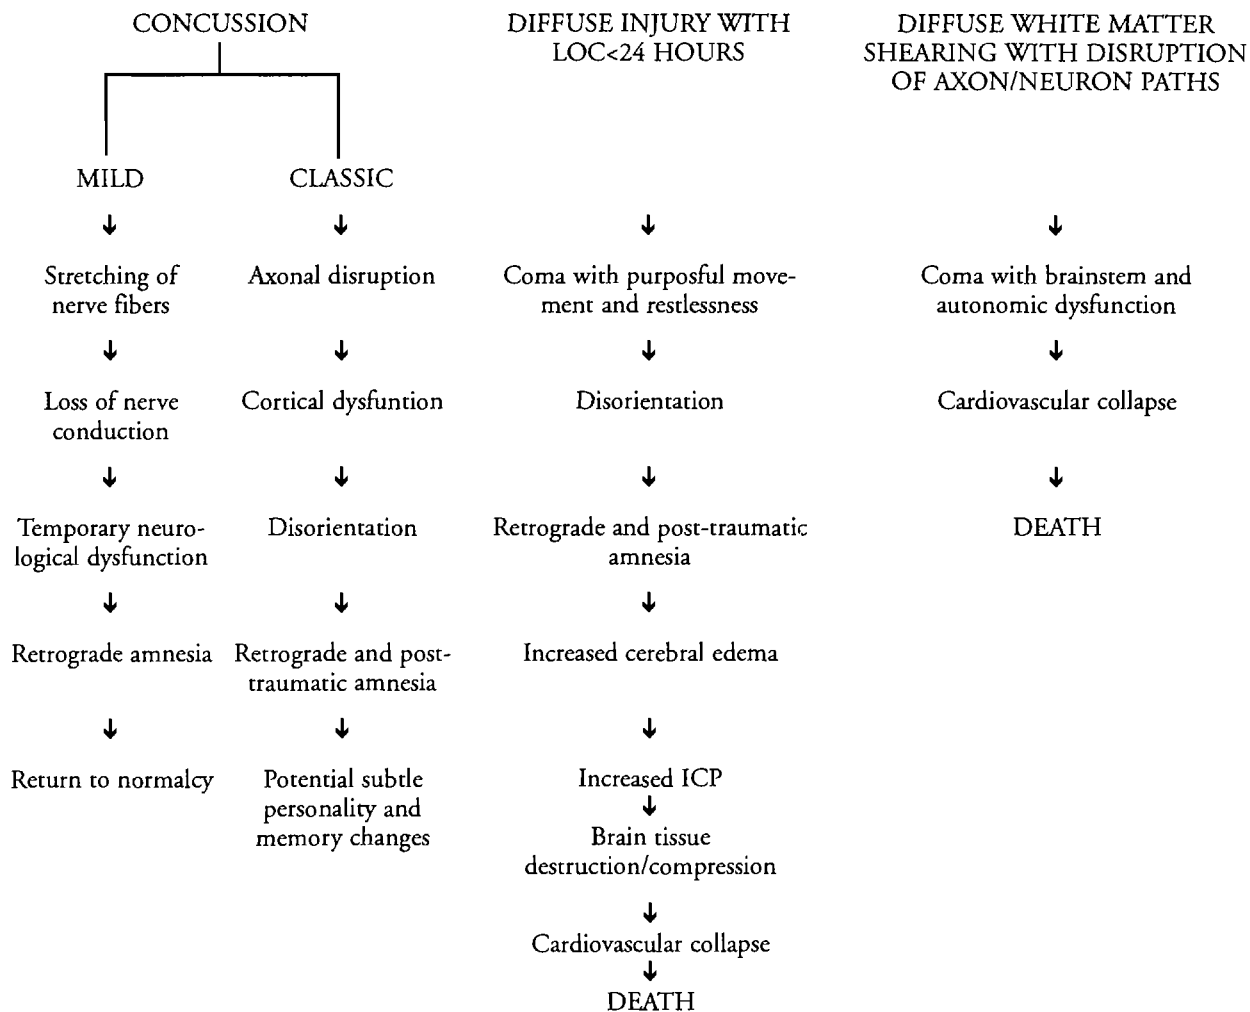 CONCUSSION
MILD
Stretching of
nerve fibers
Loss of nerve
conduction
Temporary neuro-
logical dysfunction
Retrograde amnesia
Return to normalcy
CLASSIC
Axonal disruption
Cortical dysfuntion
Disorientation
Retrograde and post-
traumatic amnesia
Potential subtle
personality and
memory changes
DIFFUSE INJURY WITH
LOC<24 HOURS
Coma with purposful move-
ment and restlessness
Disorientation
Retrograde and post-traumatic
amnesia
Increased cerebral edema
Increased ICP
Brain tissue
destruction/compression
Cardiovascular collapse
DEATH
DIFFUSE WHITE MATTER
SHEARING WITH DISRUPTION
OF AXON/NEURON PATHS
Coma with brainstem and
autonomic dysfunction
Cardiovascular collapse
DEATH